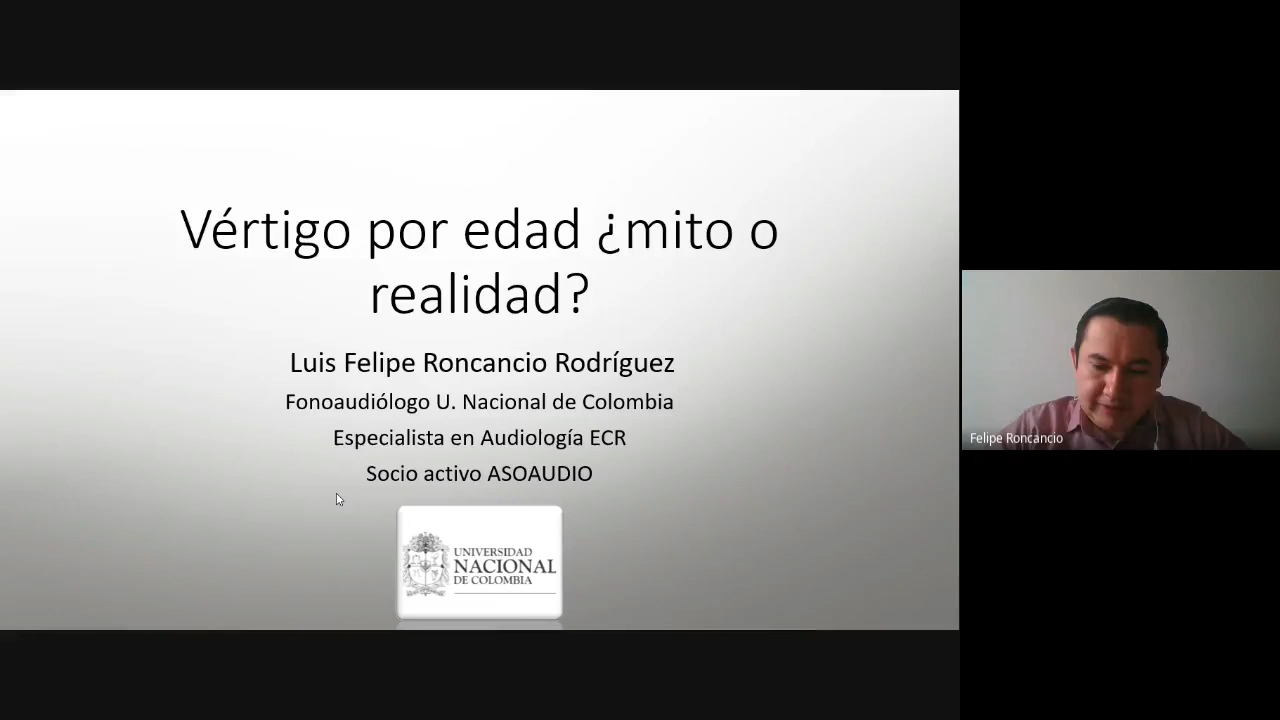 Vértigo por edad ¿mito o
realidad?
Luis Felipe Roncancio Rodríguez
Fonoaudiólogo U. Nacional de Colombia
Especialista en Audiología ECR
Socio activo ASOAUDIO
UNIVERSIDAD
NACIONAL
DE COLOMBIA
Felipe Roncancio